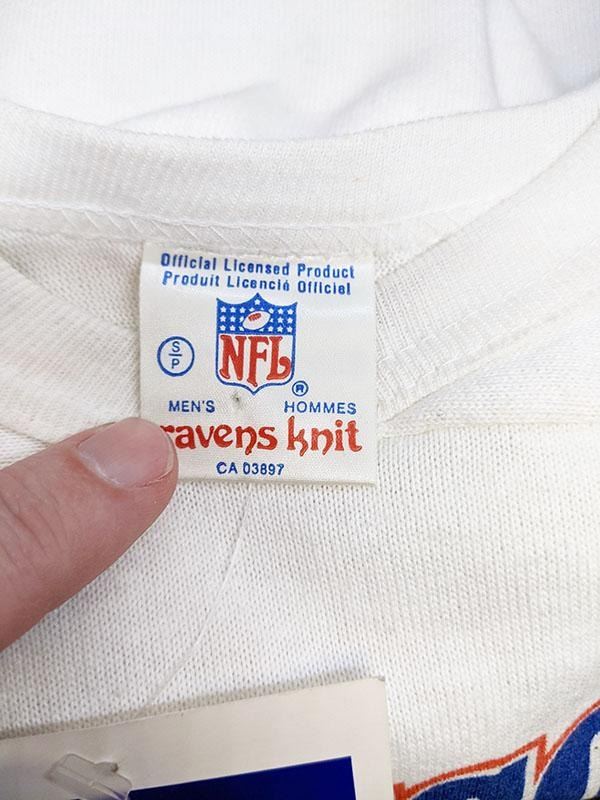 Official Licensed Product
Produit Licencié Officiel
NFL
®
S
P
MEN'S HOMMES
ravens knit
CA 03897